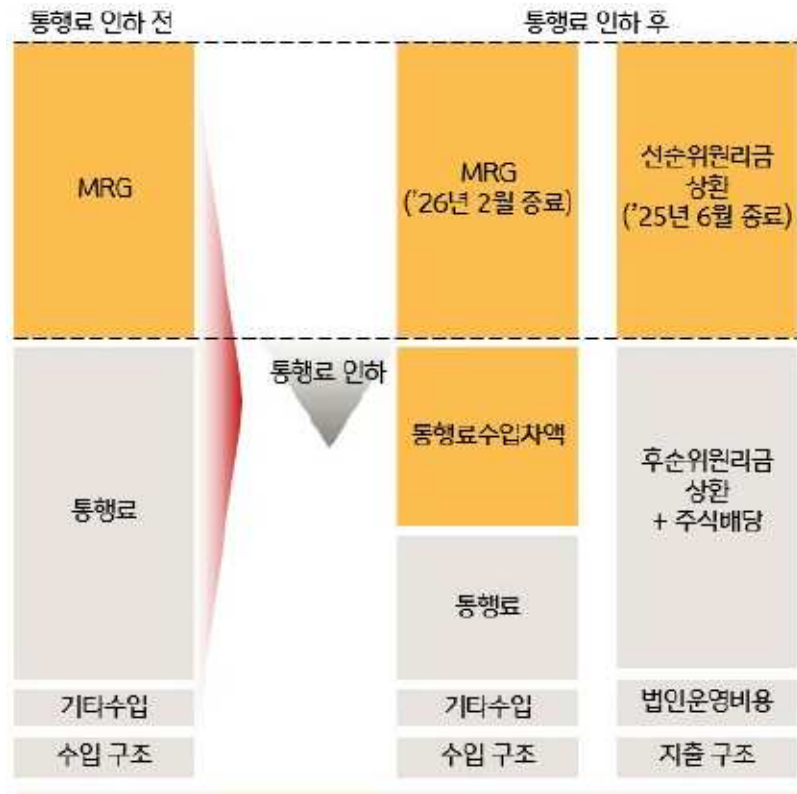 통행료 인하 전
통행료 인하 후
MRG
MRG
('26년 2월 종료)
선순위원리금
상환
('25년 6월 종료)
통행료 인하
통행료
통행료수입차액
통행료
후순위원리금
상환
+ 주식배당
기타수입
기타수입
법인운영비용
수입 구조
수입 구조
지출 구조